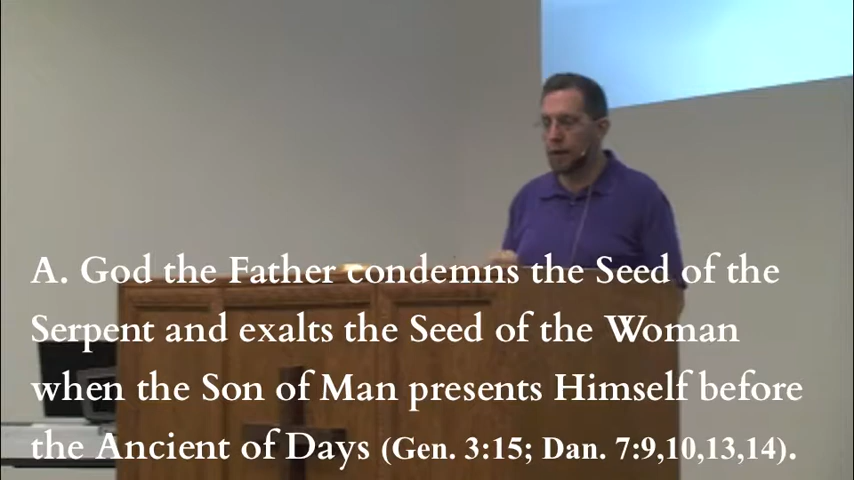 A. God the Father condemns the Seed of the
Serpent and exalts the Seed of the Woman
when the Son of Man presents Himself before
the Ancient of Days (Gen. 3:15; Dan. 7:9,10,13,14).